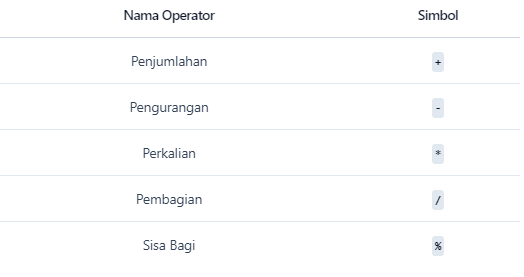 Nama Operator Simbol
Penjumlahan +
Pengurangan -
Perkalian *
Pembagian /
Sisa Bagi %